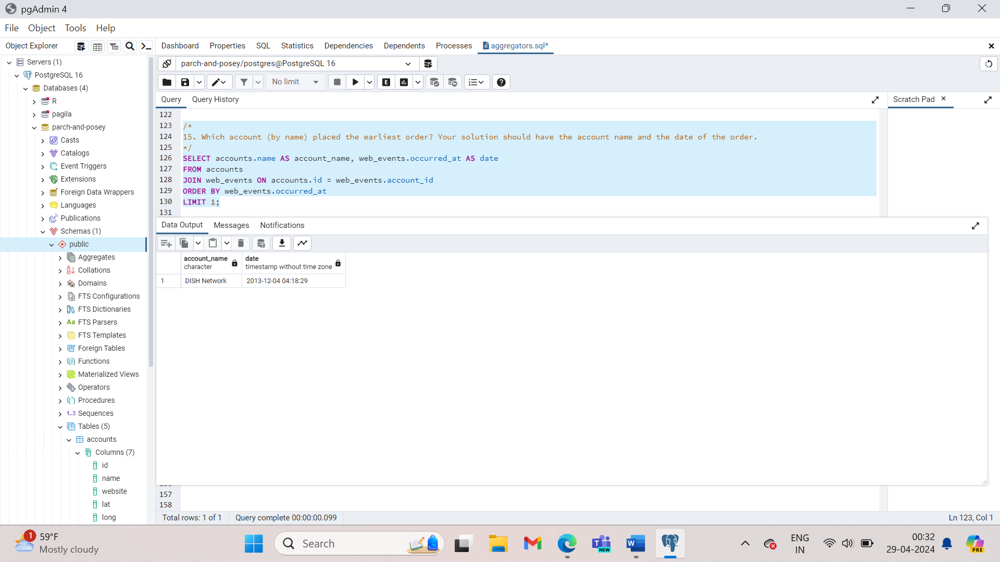 pgAdmin 4
File Object Tools Help
Object Explorer
Dashboard Properties SQL Statistics Dependencies Dependents Processes aggregators.sql*
Servers (1)
PostgreSQL 16
Databases (4)
R
pagila
parch-and-posey
Casts
Catalogs
Event Triggers
Extensions
Foreign Data Wrappers
Languages
Publications
Schemas (1)
public
Aggregates
Collations
Domains
FTS Configurations
FTS Dictionaries
Aa FTS Parsers
FTS Templates
Foreign Tables
Functions
Materialized Views
Operators
Procedures
1..3 Sequences
Tables (5)
accounts
Columns (7)
id
name
website
lat
long
parch-and-posey/postgres@PostgreSQL 16
No limit
E
Query Query History
Scratch Pad
122
123 /*
124 15. Which account (by name) placed the earliest order? Your solution should have the account name and the date of the order.
125 */
126 SELECT accounts.name AS account_name, web_events.occurred_at AS date
127 FROM accounts
128 JOIN web_events ON accounts.id = web_events.account_id
129 ORDER BY web_events.occurred_at
130 LIMIT 1;
131
Data Output Messages Notifications
account_name date
character timestamp without time zone
1 DISH Network 2013-12-04 04:18:29
157
158
Total rows: 1 of 1 Query complete 00:00:00.099 Ln 123, Col 1
1 59°F
Mostly cloudy
Search
NEW
W
ENG
IN
00:32
29-04-2024
PRE